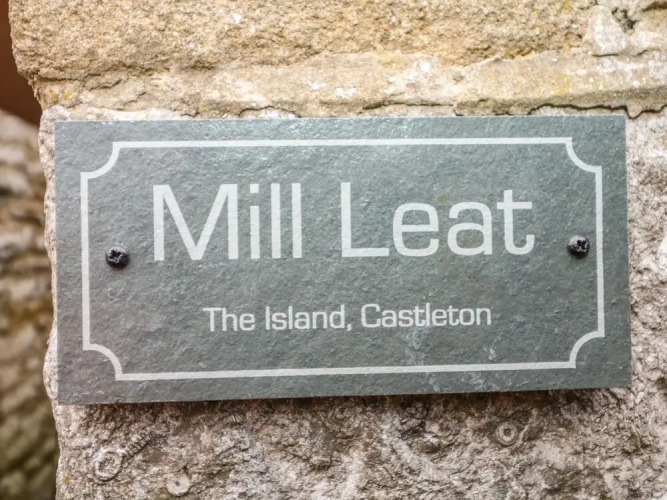 Mill Leat
The Island, Castleton